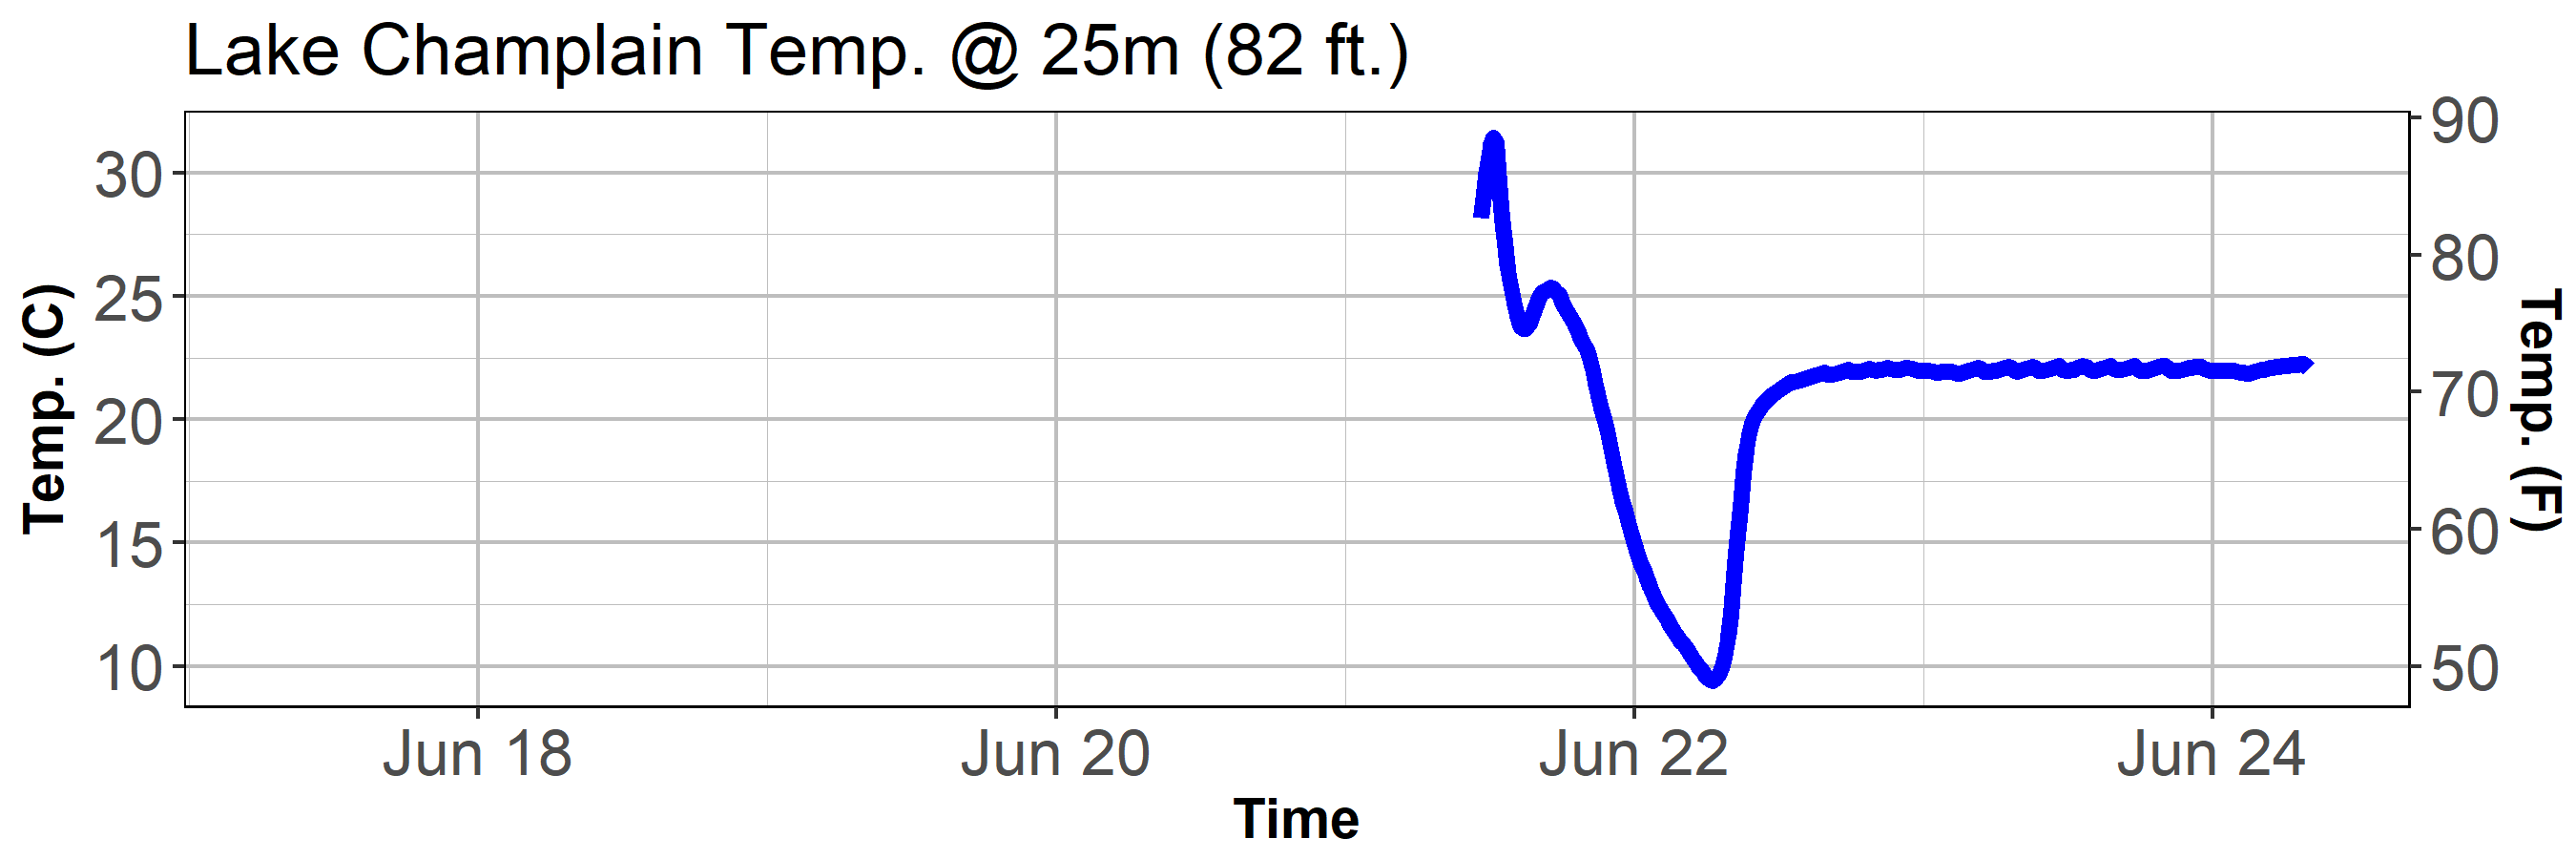 Lake Champlain Temp. @ 25m (82 ft.)
Temp. (C)
30
25
20
15
10
90
80
70
60
50
Temp. (F)
Jun 18
Jun 20
Jun 22
Jun 24
Time